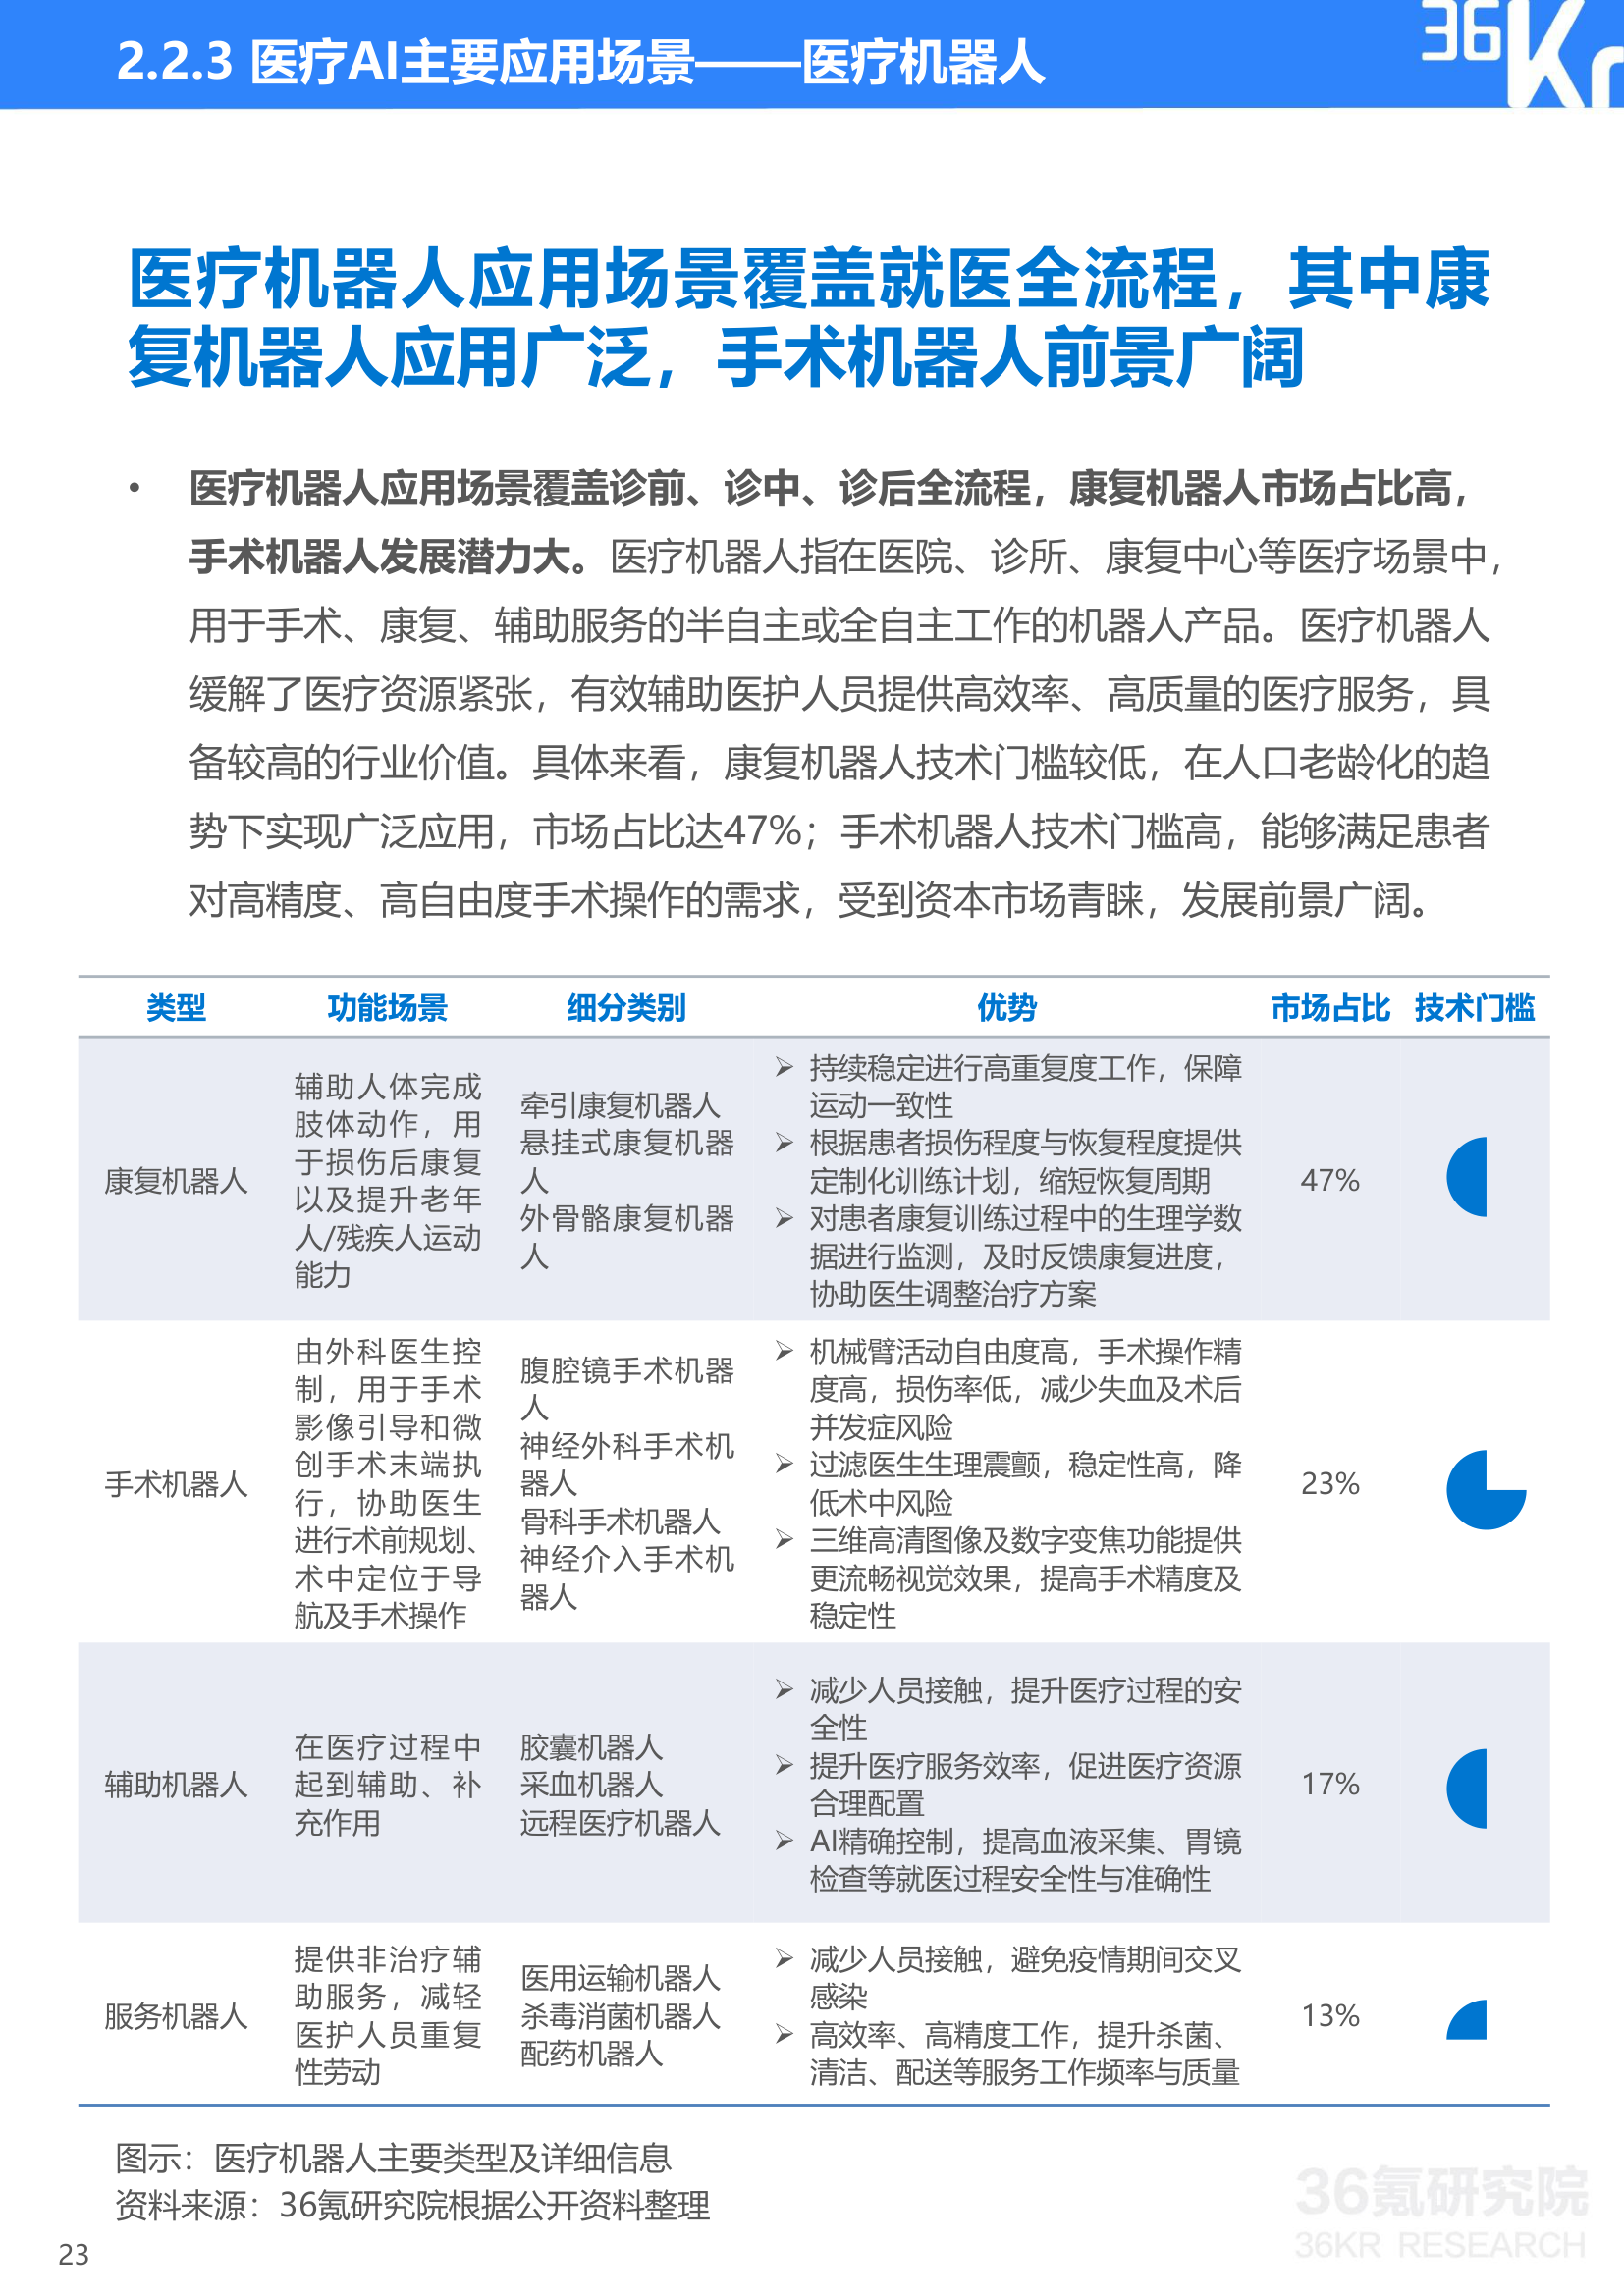 2.2.3 医疗AI主要应用场景——医疗机器人
36Kr
医疗机器人应用场景覆盖就医全流程，其中康
复机器人应用广泛，手术机器人前景广阔
• 医疗机器人应用场景覆盖诊前、诊中、诊后全流程，康复机器人市场占比高，
手术机器人发展潜力大。医疗机器人指在医院、诊所、康复中心等医疗场景中，
用于手术、康复、辅助服务的半自主或全自主工作的机器人产品。医疗机器人
缓解了医疗资源紧张，有效辅助医护人员提供高效率、高质量的医疗服务，具
备较高的行业价值。具体来看，康复机器人技术门槛较低，在人口老龄化的趋
势下实现广泛应用，市场占比达47%；手术机器人技术门槛高，能够满足患者
对高精度、高自由度手术操作的需求，受到资本市场青睐，发展前景广阔。
类型 功能场景 细分类别 优势 市场占比 技术门槛
康复机器人
辅助人体完成
肢体动作，用
于损伤后康复
以及提升老年
人/残疾人运动
能力
牵引康复机器人
悬挂式康复机器
人
外骨骼康复机器
人
➢ 持续稳定进行高重复度工作，保障
运动一致性
➢ 根据患者损伤程度与恢复程度提供
定制化训练计划，缩短恢复周期
➢ 对患者康复训练过程中的生理学数
据进行监测，及时反馈康复进度，
协助医生调整治疗方案
47%
手术机器人
由外科医生控
制，用于手术
影像引导和微
创手术末端执
行，协助医生
进行术前规划、
术中定位于导
航及手术操作
腹腔镜手术机器
人
神经外科手术机
器人
骨科手术机器人
神经介入手术机
器人
➢ 机械臂活动自由度高，手术操作精
度高，损伤率低，减少失血及术后
并发症风险
➢ 过滤医生生理震颤，稳定性高，降
低术中风险
➢ 三维高清图像及数字变焦功能提供
更流畅视觉效果，提高手术精度及
稳定性
23%
辅助机器人
在医疗过程中
起到辅助、补
充作用
胶囊机器人
采血机器人
远程医疗机器人
➢ 减少人员接触，提升医疗过程的安
全性
➢ 提升医疗服务效率，促进医疗资源
合理配置
➢ AI精确控制，提高血液采集、胃镜
检查等就医过程安全性与准确性
17%
服务机器人
提供非治疗辅
助服务，减轻
医护人员重复
性劳动
医用运输机器人
杀毒消菌机器人
配药机器人
➢ 减少人员接触，避免疫情期间交叉
感染
➢ 高效率、高精度工作，提升杀菌、
清洁、配送等服务工作频率与质量
13%
图示：医疗机器人主要类型及详细信息
资料来源：36氪研究院根据公开资料整理
36氪研究院
36KR RESEARCH
23